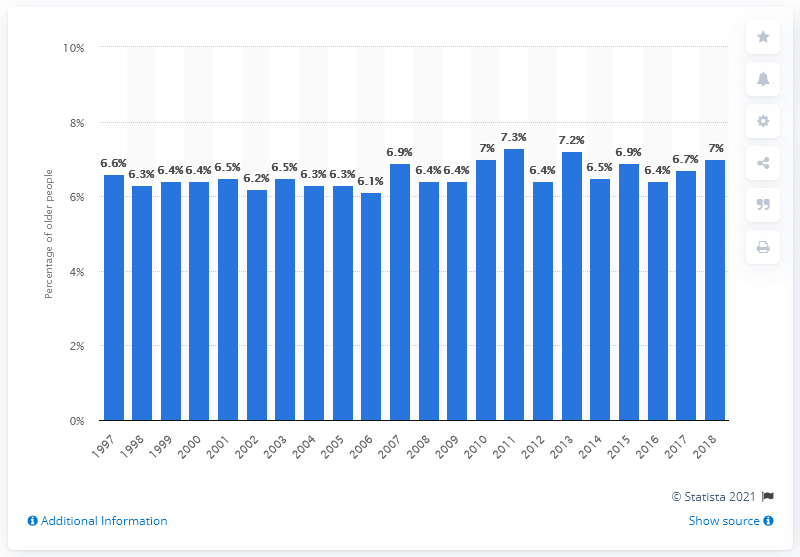 10%
8%
6%
4%
2%
0%
Percentage of older people
6.6% 6.3% 6.4% 6.4% 6.5% 6.2% 6.5% 6.3% 6.3% 6.1% 6.9% 6.4% 6.4% 7% 7.3% 6.4% 7.2% 6.5% 6.9% 6.4% 6.7% 7%
1997 1998 1999 2000 2001 2002 2003 2004 2005 2006 2007 2008 2009 2010 2011 2012 2013 2014 2015 2016 2017 2018
© Statista 2021
Additional Information
Show source